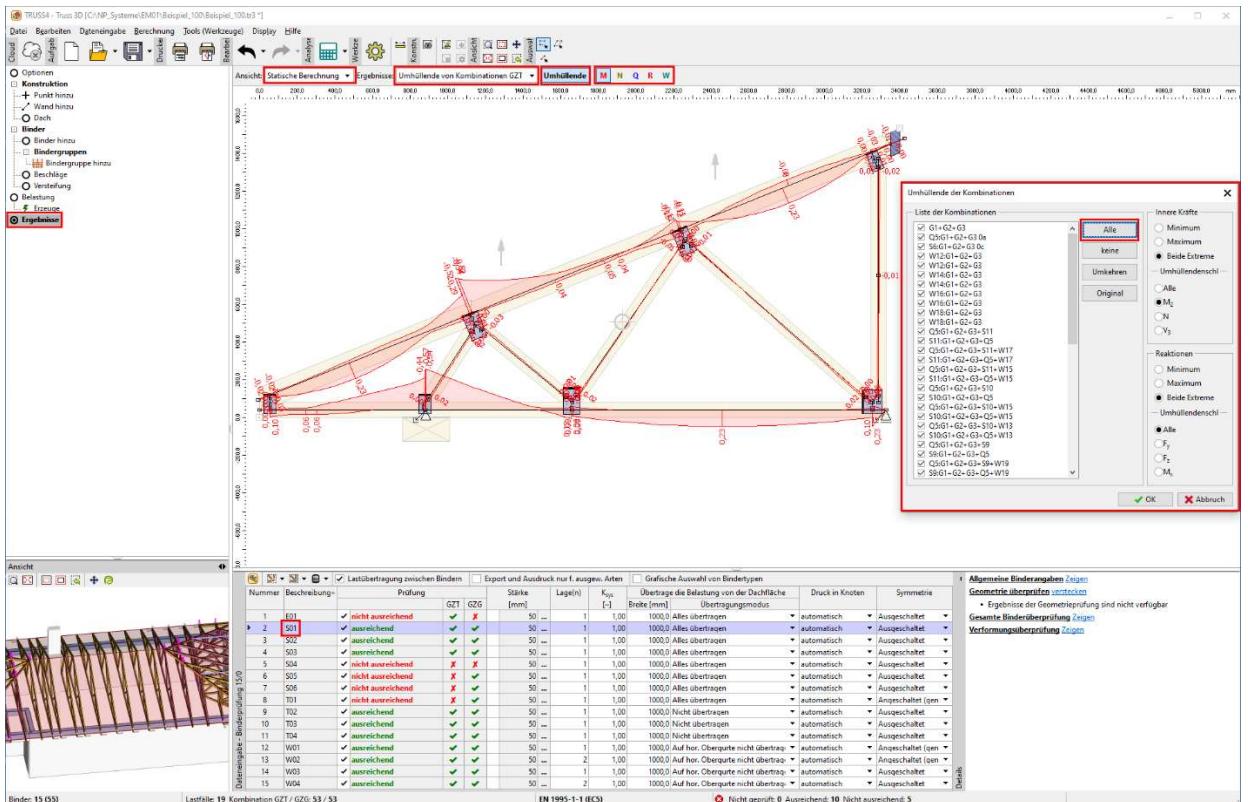 TRUSS4 - Truss 3D [C:\NP_Systeme\EM01\Beispiel_100\Beispiel_100.tr3 *]
Datei Bearbeiten Dateneingabe Berechnung Tools (Werkzeuge) Display Hilfe
Cloud Aufgab Drucke Bearbei Analyse Werkze Konstru Ansicht Auswal
Optionen
Konstruktion
Punkt hinzu
Wand hinzu
Dach
Binder
Binder hinzu
Bindergruppen
Bindergruppe hinzu
Beschläge
Versteifung
Belastung
Erzeuge
Ergebnisse
Ansicht: Statische Berechnung Ergebnisse: Umhüllende von Kombinationen GZT Umhüllende M N Q R W
Umhüllende der Kombinationen
Liste der Kombinationen
G1+G2+G3
Q5:G1+G2+G3 0a
S6:G1+G2+G3 0c
W12:G1+G2+G3
W12:G1+G2+G3
W14:G1+G2+G3
W14:G1+G2+G3
W16:G1+G2+G3
W16:G1+G2+G3
W18:G1+G2+G3
W18:G1+G2+G3
Q5:G1+G2+G3+S11
S11:G1+G2+G3+Q5
Q5:G1+G2+G3+S11+W17
S11:G1+G2+G3+Q5+W17
Q5:G1+G2+G3+S11+W15
S11:G1+G2+G3+Q5+W15
Q5:G1+G2+G3+S10
S10:G1+G2+G3+Q5
Q5:G1+G2+G3+S10+W15
S10:G1+G2+G3+Q5+W15
Q5:G1+G2+G3+S10+W13
S10:G1+G2+G3+Q5+W13
Q5:G1+G2+G3+S9
S9:G1+G2+G3+Q5
Q5:G1+G2+G3+S9+W19
S9:G1+G2+G3+Q5+W19
Alle
keine
Umkehren
Original
Innere Kräfte
Minimum
Maximum
Beide Extreme
Umhüllendenschl
Alle
M2
N
V3
Reaktionen
Minimum
Maximum
Beide Extreme
Umhüllendenschl
Alle
Fy
Fz
Mx
OK Abbruch
Ansicht
Lastübertragung zwischen Bindern Export und Ausdruck nur f. ausgew. Arten Grafische Auswahl von Bindertypen
Nummer Beschreibung Prüfung Stärke Lage(n) Ksys Übertrage die Belastung von der Dachfläche Druck in Knoten Symmetrie
GZT GZG [mm] [-] Breite [mm] Übertragungsmodus
1 E01 nicht ausreichend 50 ... 1 1,00 1000,0 Alles übertragen automatisch Ausgeschaltet
2 S01 ausreichend 50 ... 1 1,00 1000,0 Alles übertragen automatisch Ausgeschaltet
3 S02 ausreichend 50 ... 1 1,00 1000,0 Alles übertragen automatisch Ausgeschaltet
4 S03 ausreichend 50 ... 1 1,00 1000,0 Alles übertragen automatisch Ausgeschaltet
5 S04 nicht ausreichend 50 ... 1 1,00 1000,0 Alles übertragen automatisch Ausgeschaltet
6 S05 nicht ausreichend 50 ... 1 1,00 1000,0 Alles übertragen automatisch Ausgeschaltet
7 S06 nicht ausreichend 50 ... 1 1,00 1000,0 Alles übertragen automatisch Ausgeschaltet
8 T01 nicht ausreichend 50 ... 1 1,00 1000,0 Alles übertragen automatisch Angeschaltet (gen
9 T02 ausreichend 50 ... 1 1,00 1000,0 Nicht übertragen automatisch Ausgeschaltet
10 T03 ausreichend 50 ... 1 1,00 1000,0 Nicht übertragen automatisch Ausgeschaltet
11 T04 ausreichend 50 ... 1 1,00 1000,0 Nicht übertragen automatisch Ausgeschaltet
12 W01 ausreichend 50 ... 1 1,00 1000,0 Auf hor. Obergurte nicht übertrag automatisch Angeschaltet (gen
13 W02 ausreichend 50 ... 2 1,00 1000,0 Auf hor. Obergurte nicht übertrag automatisch Angeschaltet (gen
14 W03 ausreichend 50 ... 1 1,00 1000,0 Auf hor. Obergurte nicht übertrag automatisch Ausgeschaltet
15 W04 ausreichend 50 ... 2 1,00 1000,0 Auf hor. Obergurte nicht übertrag automatisch Ausgeschaltet
Dateneingabe - Binderprüfung 15/0
Details
Allgemeine Binderangaben Zeigen
Geometrie überprüfen verstecken
• Ergebnisse der Geometrieprüfung sind nicht verfügbar
Gesamte Binderüberprüfung Zeigen
Verformungsüberprüfung Zeigen
Binder: 15 (55) Lastfälle: 19 Kombination GZT / GZG: 53 / 53 EN 1995-1-1 (EC5) Nicht geprüft: 0 Ausreichend: 10 Nicht ausreichend: 5